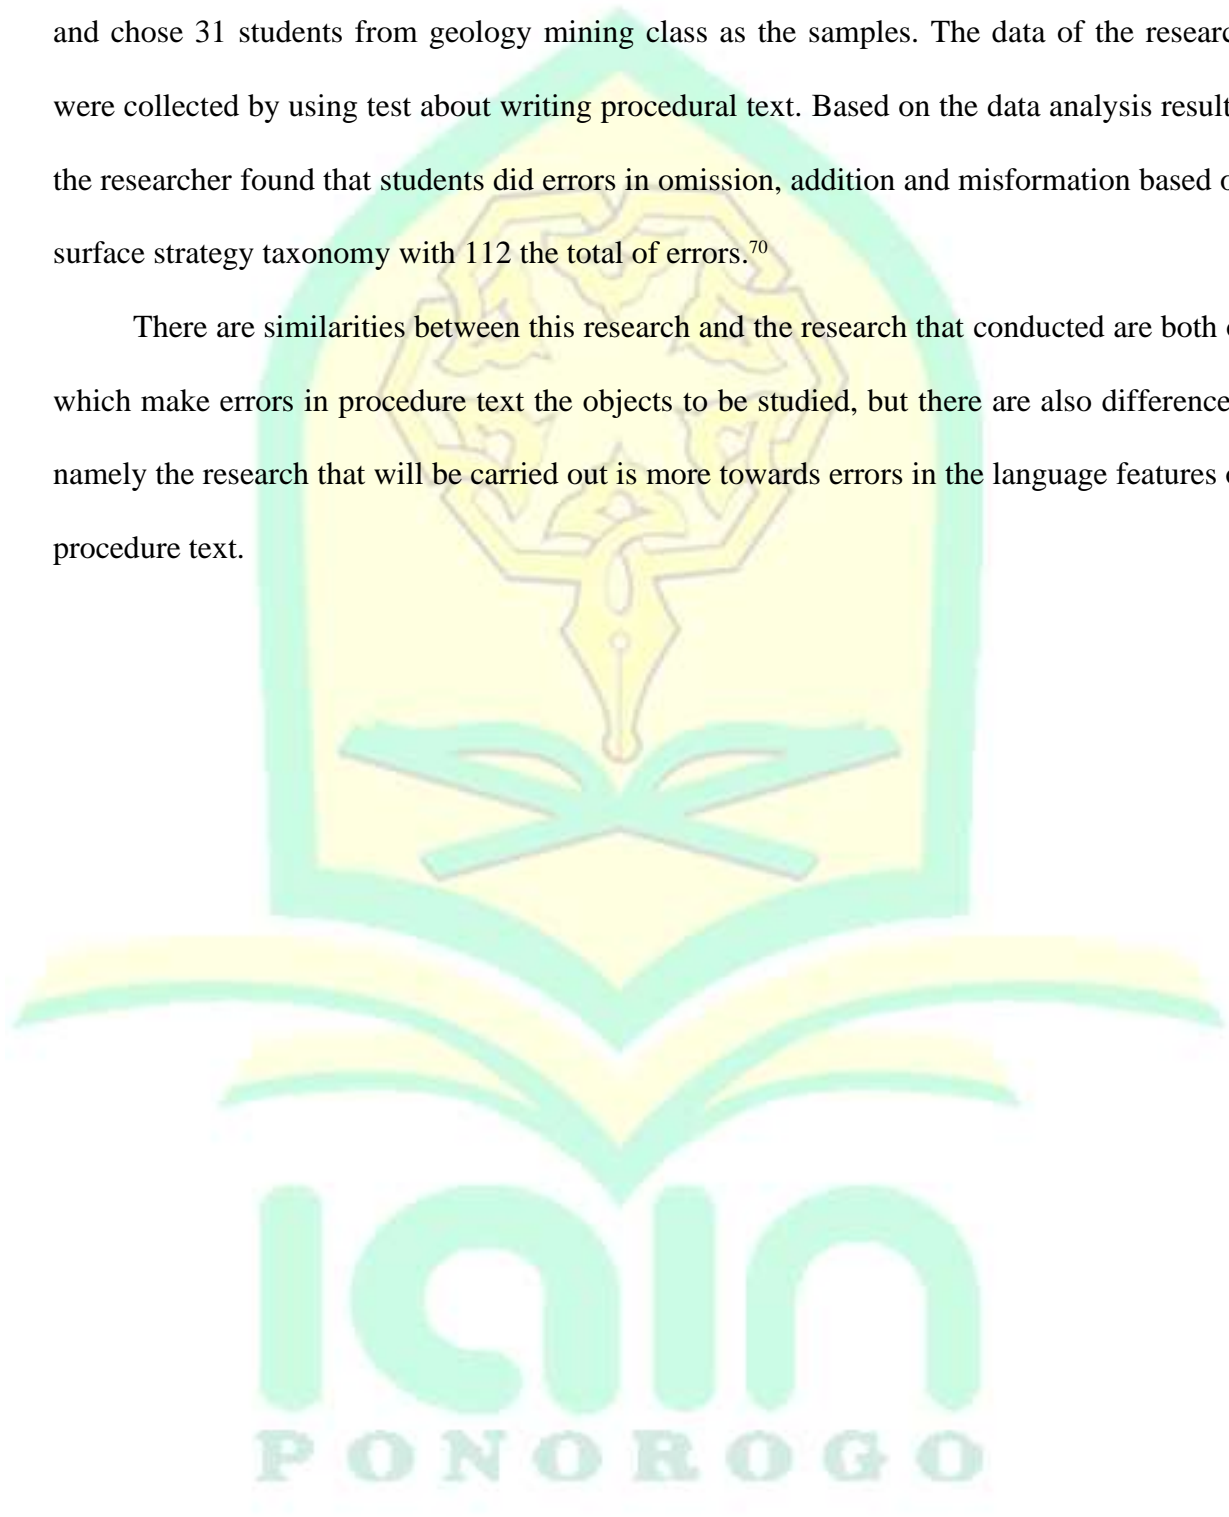 and chose 31 students from geology mining class as the samples. The data of the researc
were collected by using test about writing procedural text. Based on the data analysis result
the researcher found that students did errors in omission, addition and misformation based o
surface strategy taxonomy with 112 the total of errors.70
There are similarities between this research and the research that conducted are both
which make errors in procedure text the objects to be studied, but there are also difference
namely the research that will be carried out is more towards errors in the language features
procedure text.
iain
PONOROGO